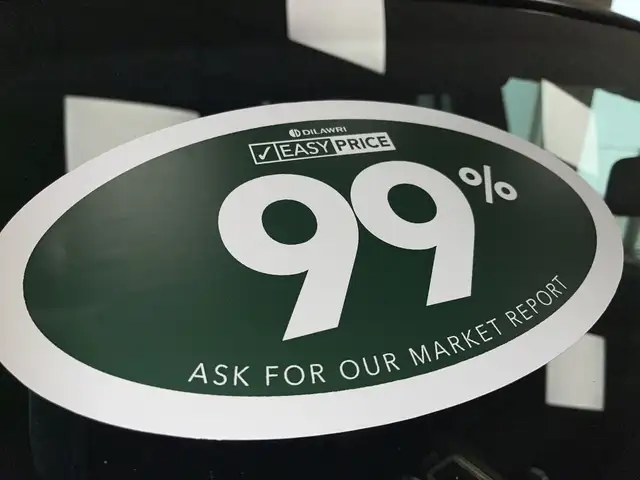 DILAWRI
✓ EASY PRICE
99%
ASK FOR OUR MARKET REPORT